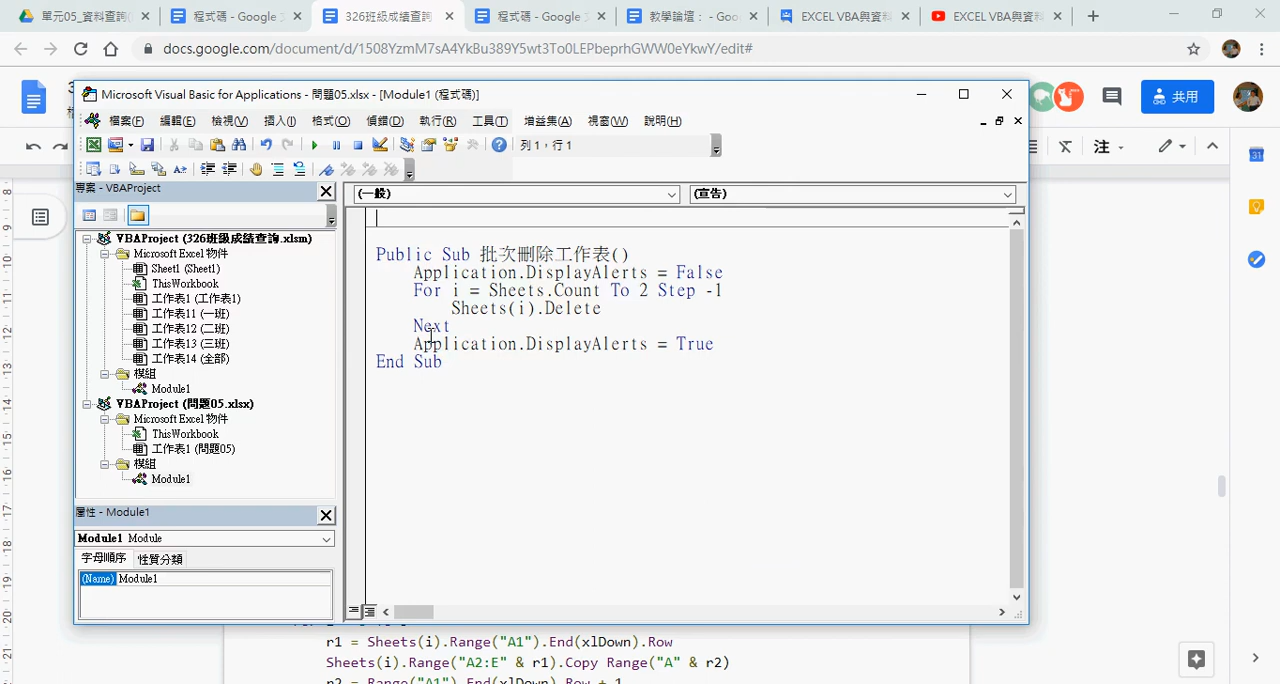 單元05_資料查詢(
程式碼 - Google 文
326班級成績查詢
程式碼 - Google 文
教學論壇: - Goo
EXCEL VBA與資料
EXCEL VBA與資料
docs.google.com/document/d/1508YzmM7sA4YkBu389Y5wt3To0LEPbeprhGWW0eYkwY/edit#
共用
Microsoft Visual Basic for Applications - 問題05.xlsx - [Module1 (程式碼)]
檔案(F) 編輯(E) 檢視(V) 插入(I) 格式(O) 偵錯(D) 執行(R) 工具(T) 增益集(A) 視窗(W) 說明(H)
列 1，行 1
注
專案 - VBAProject
(一般)
(宣告)
VBAProject (326班級成績查詢.xlsm)
Microsoft Excel 物件
Sheet1 (Sheet1)
ThisWorkbook
工作表1 (工作表1)
工作表11 (一班)
工作表12 (二班)
工作表13 (三班)
工作表14 (全部)
模組
Module1
VBAProject (問題05.xlsx)
Microsoft Excel 物件
ThisWorkbook
工作表1 (問題05)
模組
Module1
Public Sub 批次刪除工作表()
Application.DisplayAlerts = False
For i = Sheets.Count To 2 Step -1
Sheets(i).Delete
Next
Application.DisplayAlerts = True
End Sub
屬性 - Module1
Module1 Module
字母順序 性質分類
(Name) Module1
r1 = Sheets(i).Range("A1").End(xlDown).Row
Sheets(i).Range("A2:E" & r1).Copy Range("A" & r2)
r2 = Range("A1").End(xlDown).Row + 1